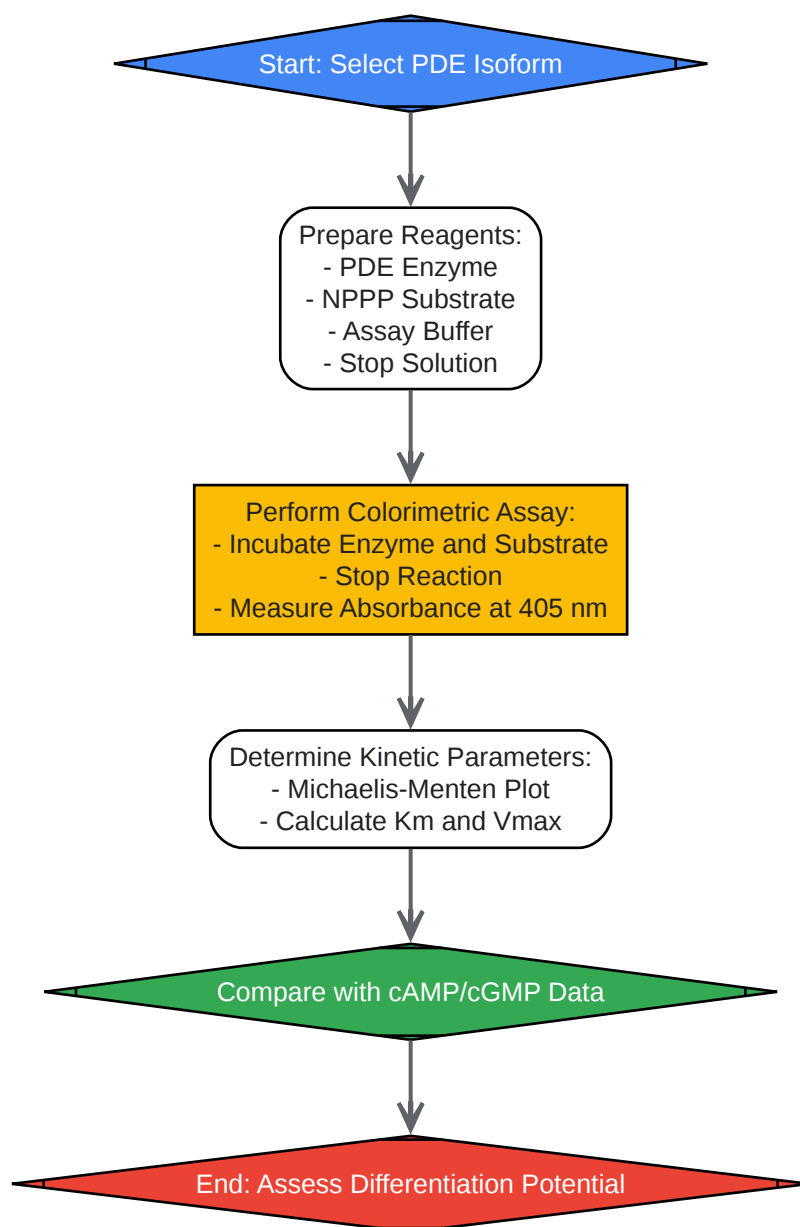 Start: Select PDE Isoform
Prepare Reagents:
- PDE Enzyme
- NPPP Substrate
- Assay Buffer
- Stop Solution
Perform Colorimetric Assay:
- Incubate Enzyme and Substrate
- Stop Reaction
- Measure Absorbance at 405 nm
Determine Kinetic Parameters:
- Michaelis-Menten Plot
- Calculate Km and Vmax
Compare with cAMP/cGMP Data
End: Assess Differentiation Potential